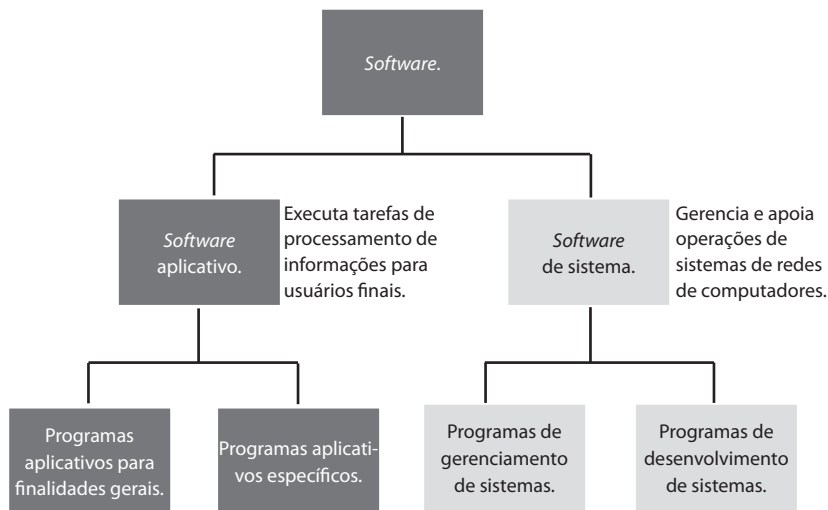 Software.
Software
aplicativo.
Executa tarefas de
processamento de
informações para
usuários finais.
Software
de sistema.
Gerencia e apoia
operações de
sistemas de redes
de computadores.
Programas
aplicativos para
finalidades gerais.
Programas aplicati-
vos específicos.
Programas de
gerenciamento
de sistemas.
Programas de
desenvolvimento
de sistemas.